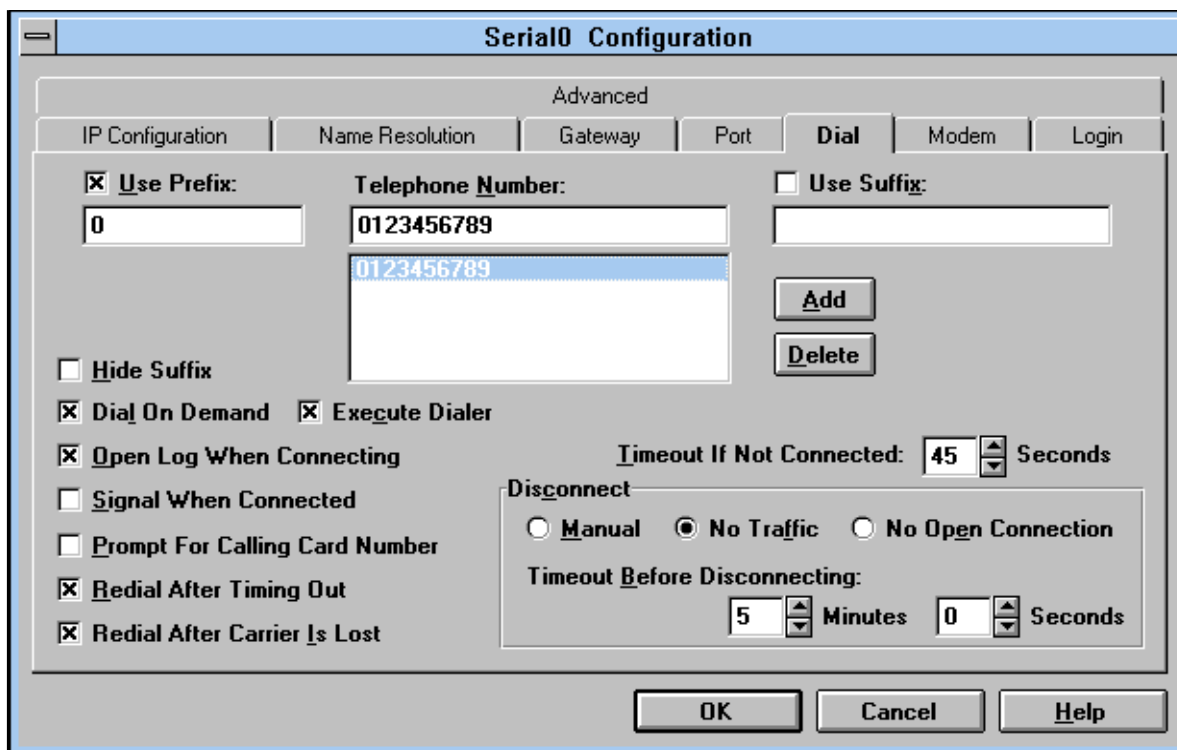 Serial0 Configuration
Advanced
IP Configuration Name Resolution Gateway Port Dial Modem Login
Use Prefix: Telephone Number: Use Suffix:
0 0123456789
0123456789
Add
Delete
Hide Suffix
Dial On Demand Execute Dialer
Open Log When Connecting Timeout If Not Connected: 45 Seconds
Signal When Connected Disconnect
Manual No Traffic No Open Connection
Prompt For Calling Card Number
Timeout Before Disconnecting:
Redial After Timing Out
5 Minutes 0 Seconds
Redial After Carrier Is Lost
OK Cancel Help